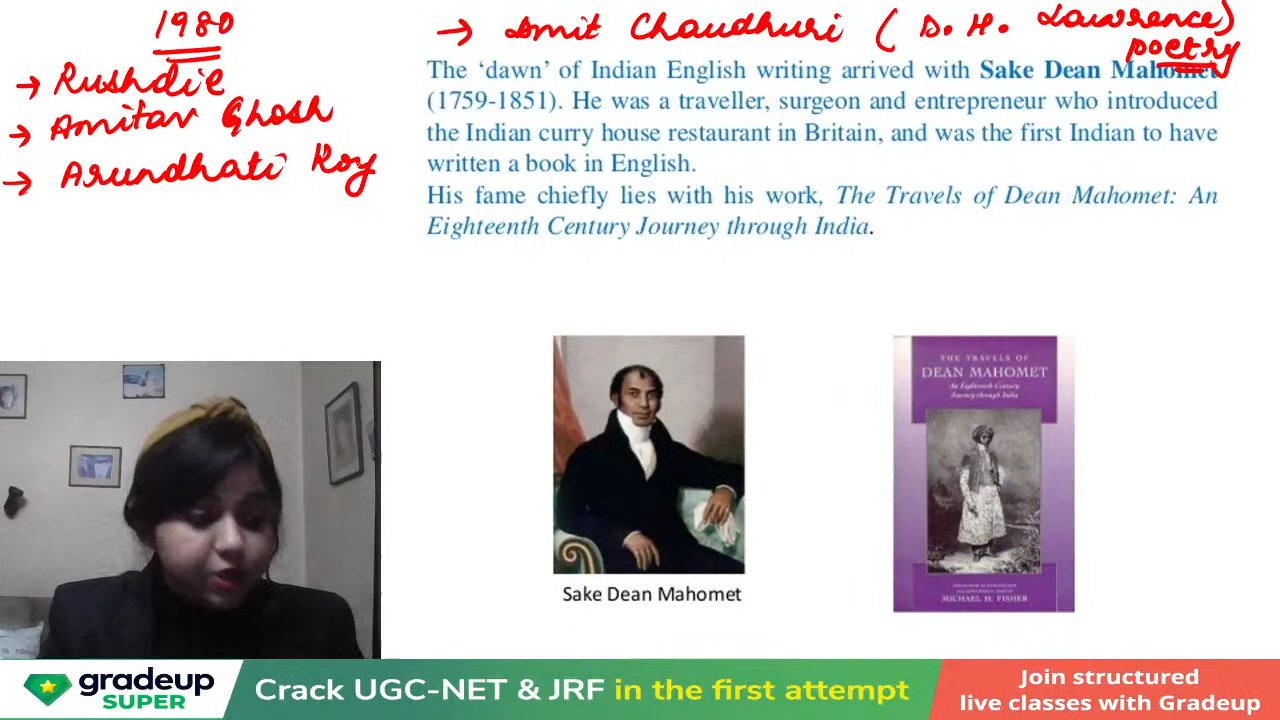 1980
→ Rushdie
→ Amitav Ghosh
→ Arundhati Roy
→ Amit Chaudhuri ( D. H. Lawrence)
poetry
The ‘dawn’ of Indian English writing arrived with Sake Dean Mahomet
(1759-1851). He was a traveller, surgeon and entrepreneur who introduced
the Indian curry house restaurant in Britain, and was the first Indian to have
written a book in English.
His fame chiefly lies with his work, The Travels of Dean Mahomet: An
Eighteenth Century Journey through India.
Sake Dean Mahomet
THE TRAVELS OF
DEAN MAHOMET
An Eighteenth-Century
Journey through India
MICHAEL H. FISHER
gradeup
SUPER
Crack UGC-NET & JRF in the first attempt
Join structured
live classes with Gradeup